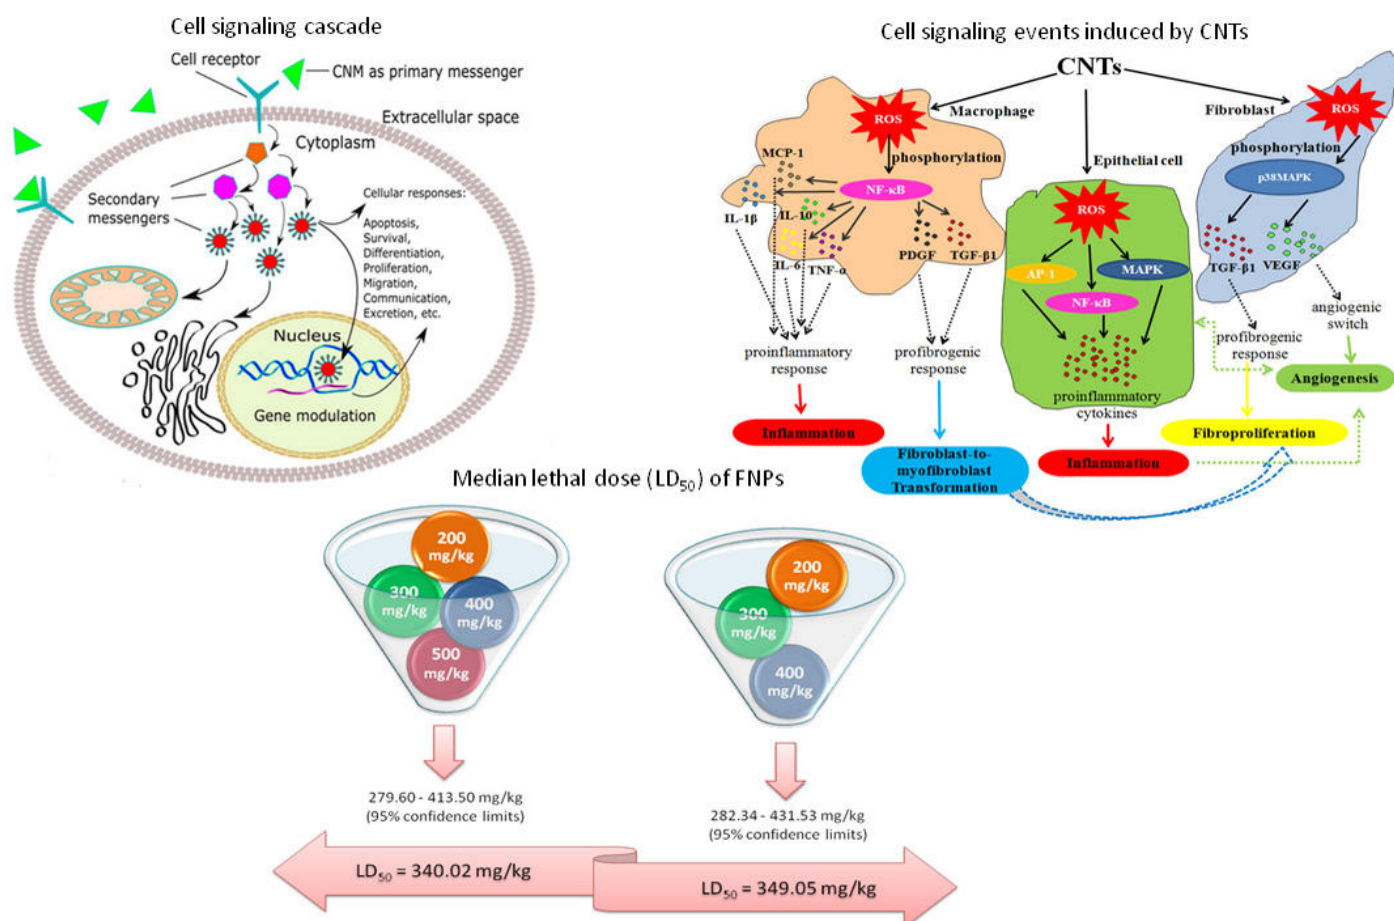 Cell signaling cascade
Cell receptor
CNM as primary messenger
Extracellular space
Cytoplasm
Secondary
messengers
Cellular responses:
Apoptosis,
Survival,
Differentiation,
Proliferation,
Migration,
Communication,
Excretion, etc.
Nucleus
Gene modulation
Cell signaling events induced by CNTs
CNTs
Macrophage
ROS
phosphorylation
MCP-1
NF-κB
IL-1β
IL-10
IL-6
TNF-α
PDGF
TGF-β1
proinflammatory
response
profibrogenic
response
Inflammation
Fibroblast-to-
myofibroblast
Transformation
Epithelial cell
ROS
AP-1
MAPK
NF-κB
proinflammatory
cytokines
Inflammation
Fibroblast
ROS
phosphorylation
p38MAPK
TGF-β1
VEGF
angiogenic
switch
profibrogenic
response
Angiogenesis
Fibroproliferation
Median lethal dose (LD50) of FNPs
200
mg/kg
300
mg/kg
400
mg/kg
500
mg/kg
279.60 - 413.50 mg/kg
(95% confidence limits)
LD50 = 340.02 mg/kg
200
mg/kg
300
mg/kg
400
mg/kg
282.34 - 431.53 mg/kg
(95% confidence limits)
LD50 = 349.05 mg/kg